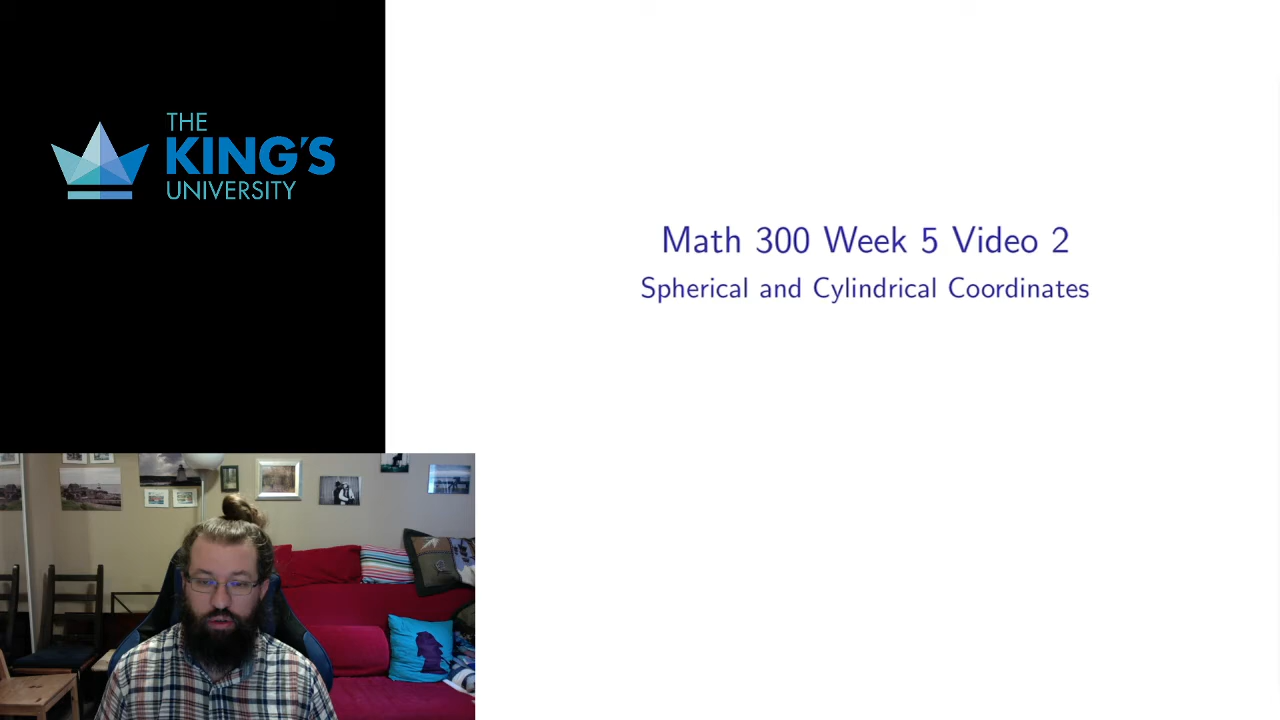 THE
KING'S
UNIVERSITY
Math 300 Week 5 Video 2
Spherical and Cylindrical Coordinates